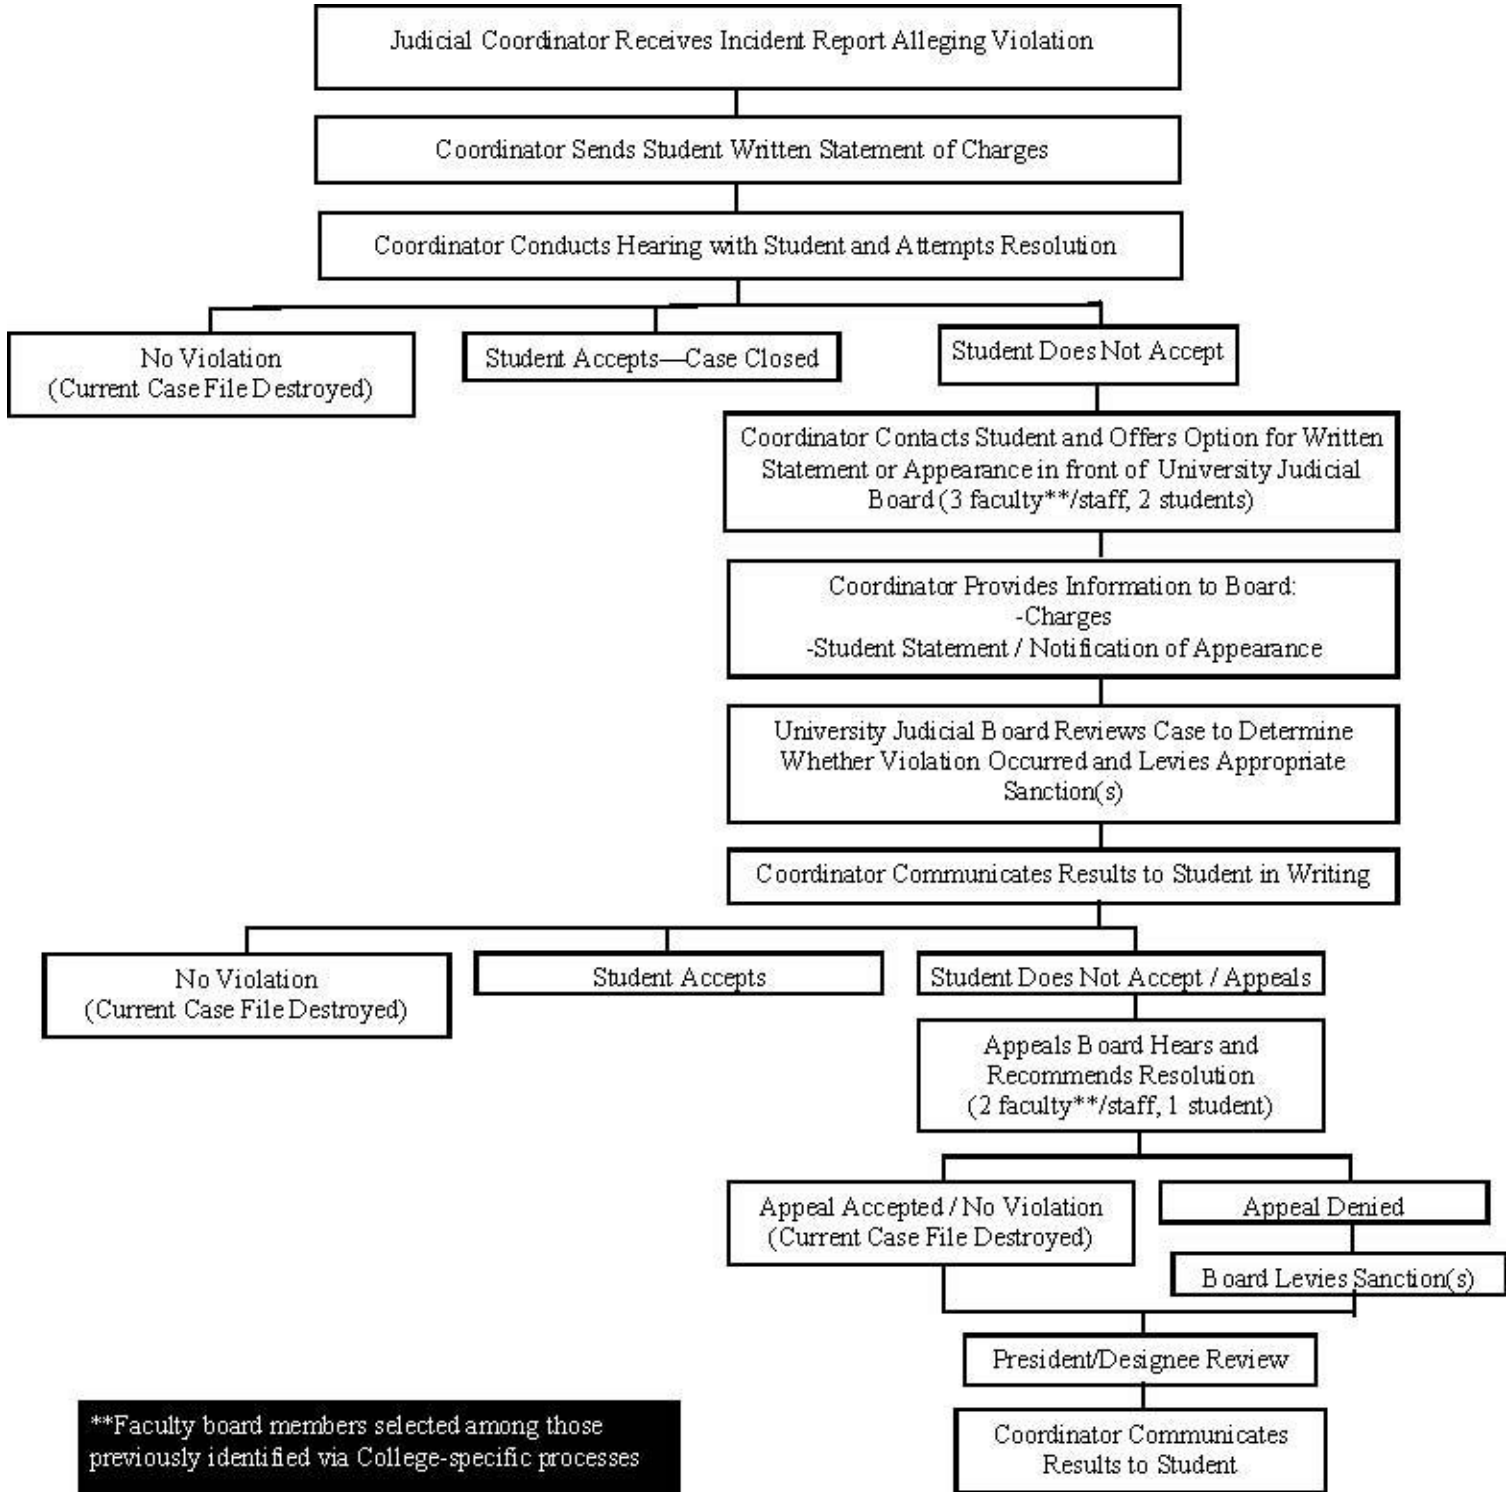 Judicial Coordinator Receives Incident Report Alleging Violation
Coordinator Sends Student Written Statement of Charges
Coordinator Conducts Hearing with Student and Attempts Resolution
No Violation
(Current Case File Destroyed)
Student Accepts—Case Closed
Student Does Not Accept
Coordinator Contacts Student and Offers Option for Written
Statement or Appearance in front of University Judicial
Board (3 faculty**/staff, 2 students)
Coordinator Provides Information to Board:
-Charges
-Student Statement / Notification of Appearance
University Judicial Board Reviews Case to Determine
Whether Violation Occurred and Levies Appropriate
Sanction(s)
Coordinator Communicates Results to Student in Writing
No Violation
(Current Case File Destroyed)
Student Accepts
Student Does Not Accept / Appeals
Appeals Board Hears and
Recommends Resolution
(2 faculty**/staff, 1 student)
Appeal Accepted / No Violation
(Current Case File Destroyed)
Appeal Denied
Board Levies Sanction(s)
President/Designee Review
Coordinator Communicates
Results to Student
**Faculty board members selected among those
previously identified via College-specific processes